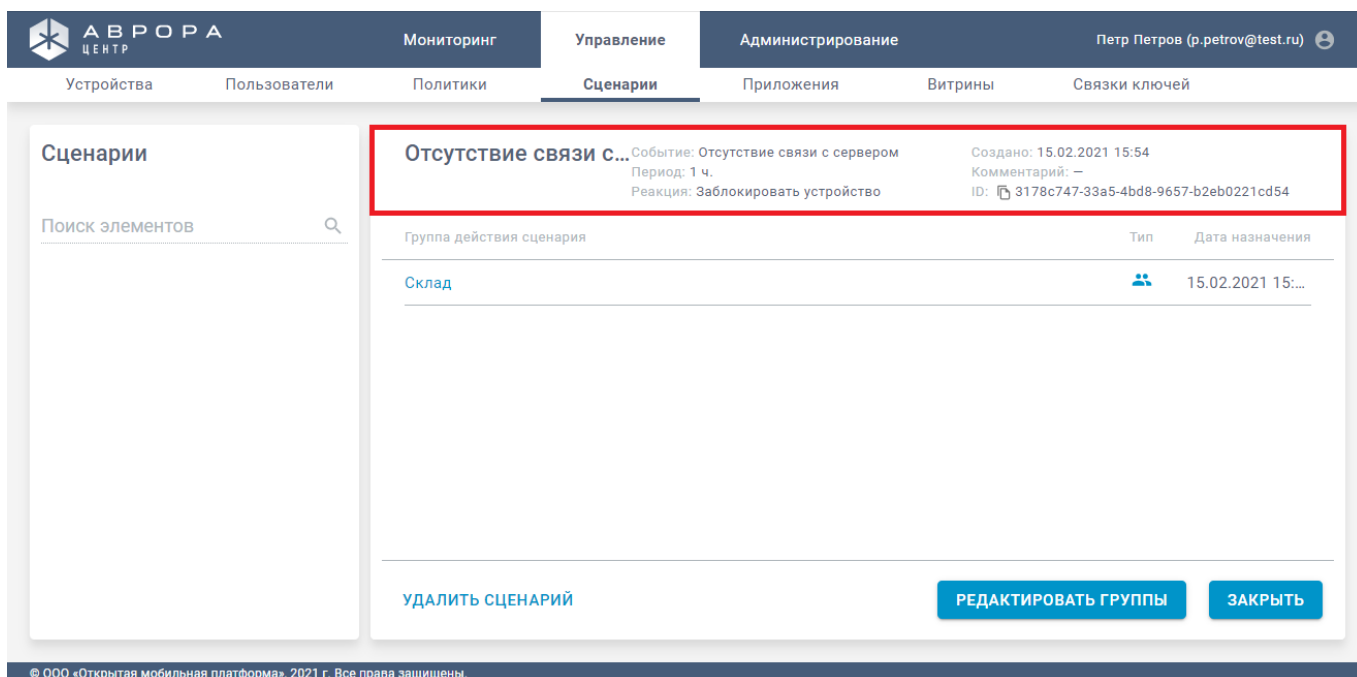 АВРОРА
ЦЕНТР
Мониторинг Управление Администрирование Петр Петров (p.petrov@test.ru)
Устройства Пользователи Политики Сценарии Приложения Витрины Связки ключей
Сценарии
Поиск элементов
Отсутствие связи с...
Событие: Отсутствие связи с сервером
Период: 1 ч.
Реакция: Заблокировать устройство
Создано: 15.02.2021 15:54
Комментарий: —
ID: 3178c747-33a5-4bd8-9657-b2eb0221cd54
Группа действия сценария Тип Дата назначения
Склад 15.02.2021 15:...
УДАЛИТЬ СЦЕНАРИЙ РЕДАКТИРОВАТЬ ГРУППЫ ЗАКРЫТЬ
© ООО «Открытая мобильная платформа», 2021 г. Все права защищены.